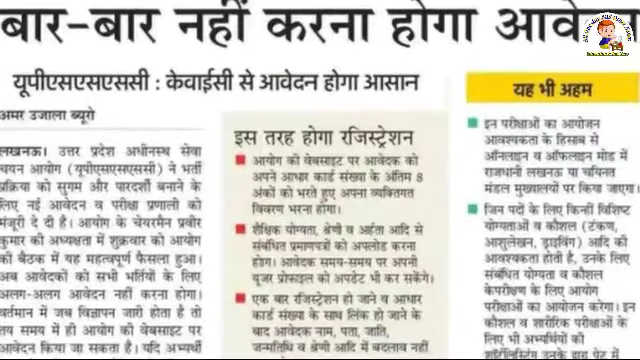 बार-बार नहीं करना होगा आवेदन
यूपीएसएसएससी : केवाईसी से आवेदन होगा आसान
अमर उजाला ब्यूरो
लखनऊ। उत्तर प्रदेश अधीनस्थ सेवा
चयन आयोग (यूपीएसएसएससी) ने भर्ती
प्रक्रिया को सुगम और पारदर्शी बनाने के
लिए नई आवेदन व परीक्षा प्रणाली को
मंजूरी दे दी है। आयोग के चेयरमैन प्रवीर
कुमार की अध्यक्षता में शुक्रवार को आयोग
की बैठक में यह महत्वपूर्ण फैसला हुआ।
अब आवेदकों को सभी भर्तियों के लिए
अलग-अलग आवेदन नहीं करना होगा।
वर्तमान में जब विज्ञापन जारी होता है तो
तय समय में ही आयोग की वेबसाइट पर
आवेदन किया जा सकता है। यदि अभ्यर्थी
इस तरह होगा रजिस्ट्रेशन
आयोग की वेबसाइट पर आवेदक को
अपने आधार कार्ड संख्या के अंतिम 8
अंकों को भरते हुए अपना व्यक्तिगत
विवरण भरना होगा।
शैक्षिक योग्यता, श्रेणी व अर्हता आदि से
संबंधित प्रमाणपत्रों को अपलोड करना
होगा। आवेदक समय-समय पर अपनी
यूजर प्रोफाइल को अपडेट भी कर सकेंगे।
एक बार रजिस्ट्रेशन हो जाने व आधार
कार्ड संख्या के साथ लिंक हो जाने के
बाद आवेदक नाम, पता, जाति,
जन्मतिथि व श्रेणी आदि में बदलाव नहीं
यह भी अहम
इन परीक्षाओं का आयोजन
आवश्यकता के हिसाब से
ऑनलाइन व ऑफलाइन मोड में
राजधानी लखनऊ या चयनित
मंडल मुख्यालयों पर किया जाएगा।
जिन पदों के लिए किन्हीं विशिष्ट
योग्यताओं व कौशल (टंकण,
आशुलेखन, ड्राइविंग) आदि की
आवश्यकता होती है, उनके लिए
संबंधित योग्यता व कौशल
केपरीक्षण के लिए आयोग
परीक्षाओं का आयोजन करेगा। इन
कौशल व शारीरिक परीक्षाओं के
लिए भी अभ्यर्थियों की
शॉर्टलिस्टिंग उनके द्वारा पेट में